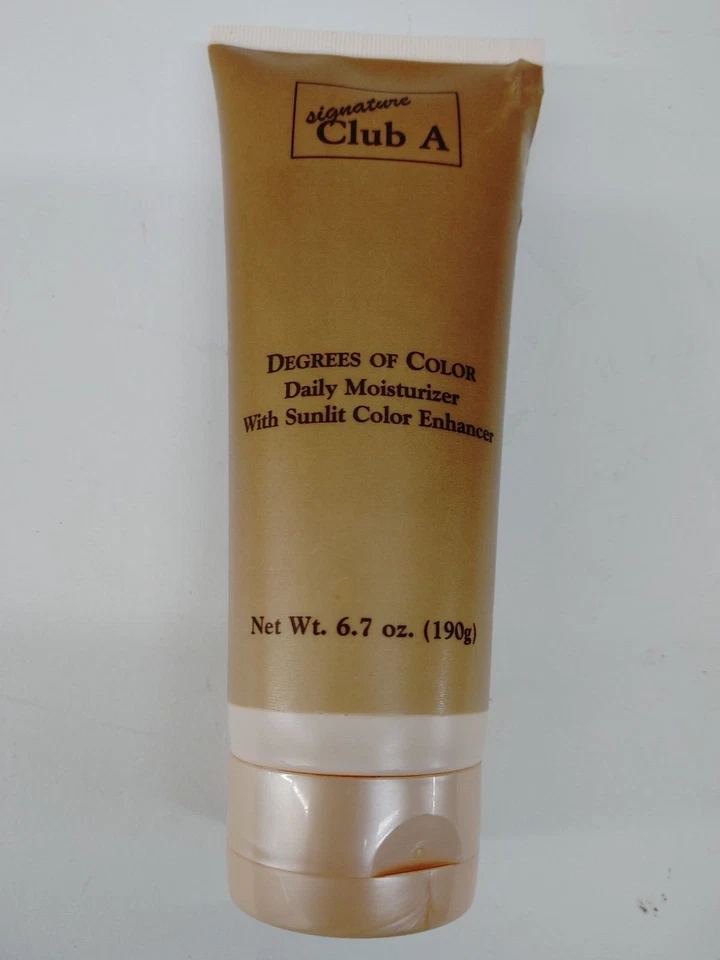 signature
Club A
DEGREES OF COLOR
Daily Moisturizer
With Sunlit Color Enhancer
Net Wt. 6.7 oz. (190g)